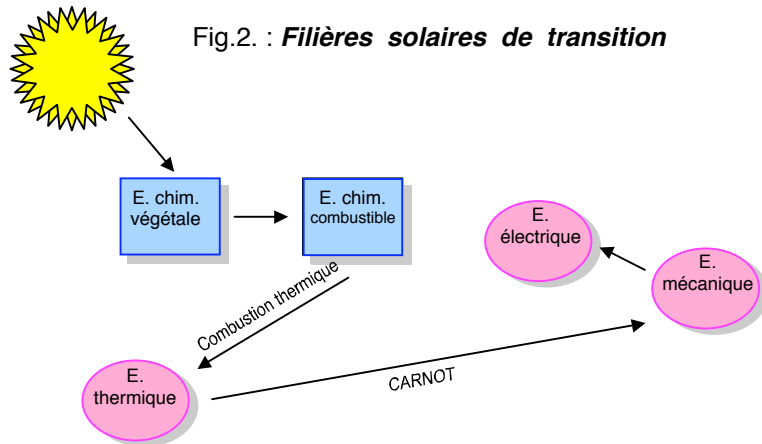 Fig.2. : Filières solaires de transition
E. chim.
végétale
E. chim.
combustible
E.
électrique
E.
mécanique
Combustion thermique
CARNOT
E.
thermique